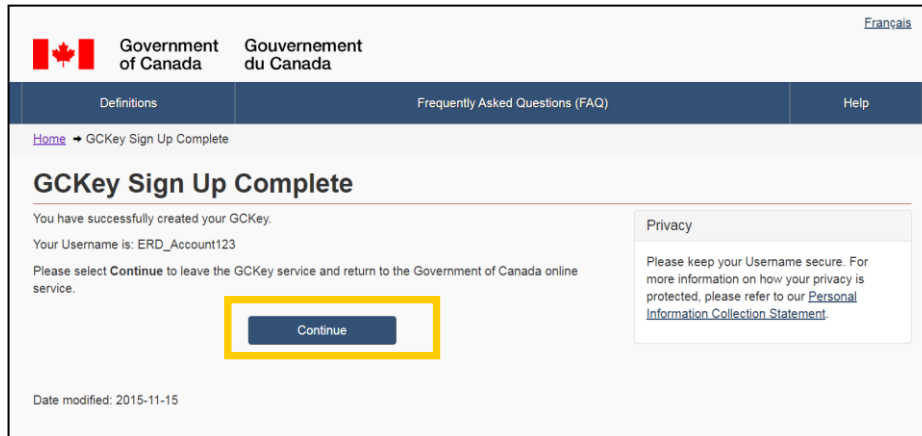 Français
Government of Canada
Gouvernement du Canada
Definitions
Frequently Asked Questions (FAQ)
Help
Home ➔ GCKey Sign Up Complete
GCKey Sign Up Complete
You have successfully created your GCKey.
Your Username is: ERD_Account123
Please select Continue to leave the GCKey service and return to the Government of Canada online
service.
Continue
Privacy
Please keep your Username secure. For
more information on how your privacy is
protected, please refer to our Personal
Information Collection Statement.
Date modified: 2015-11-15